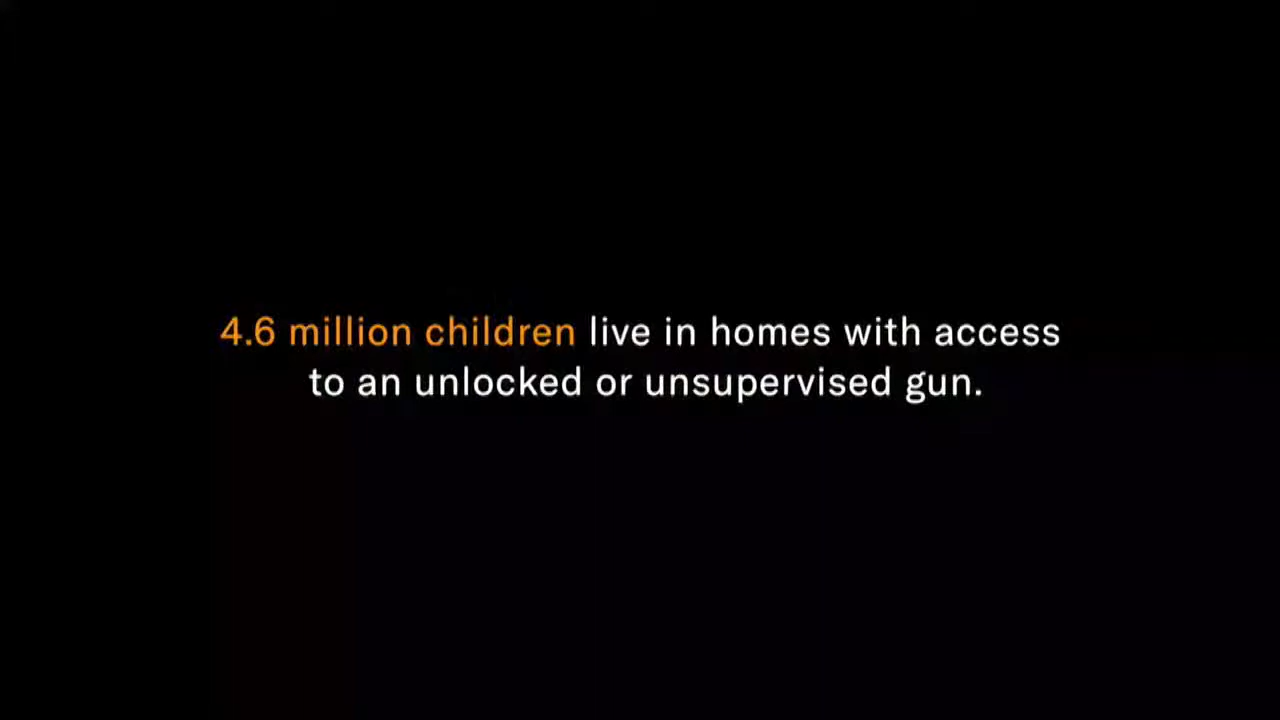 4.6 million children live in homes with access
to an unlocked or unsupervised gun.